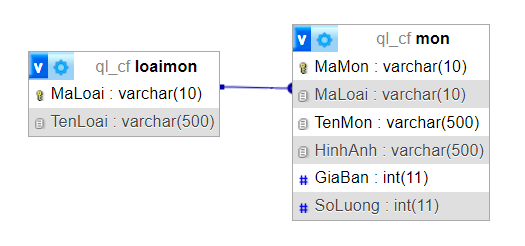 v ql_cf loaimon
MaLoai : varchar(10)
TenLoai : varchar(500)
v ql_cf mon
MaMon : varchar(10)
MaLoai : varchar(10)
TenMon : varchar(500)
HinhAnh : varchar(500)
# GiaBan : int(11)
# SoLuong : int(11)